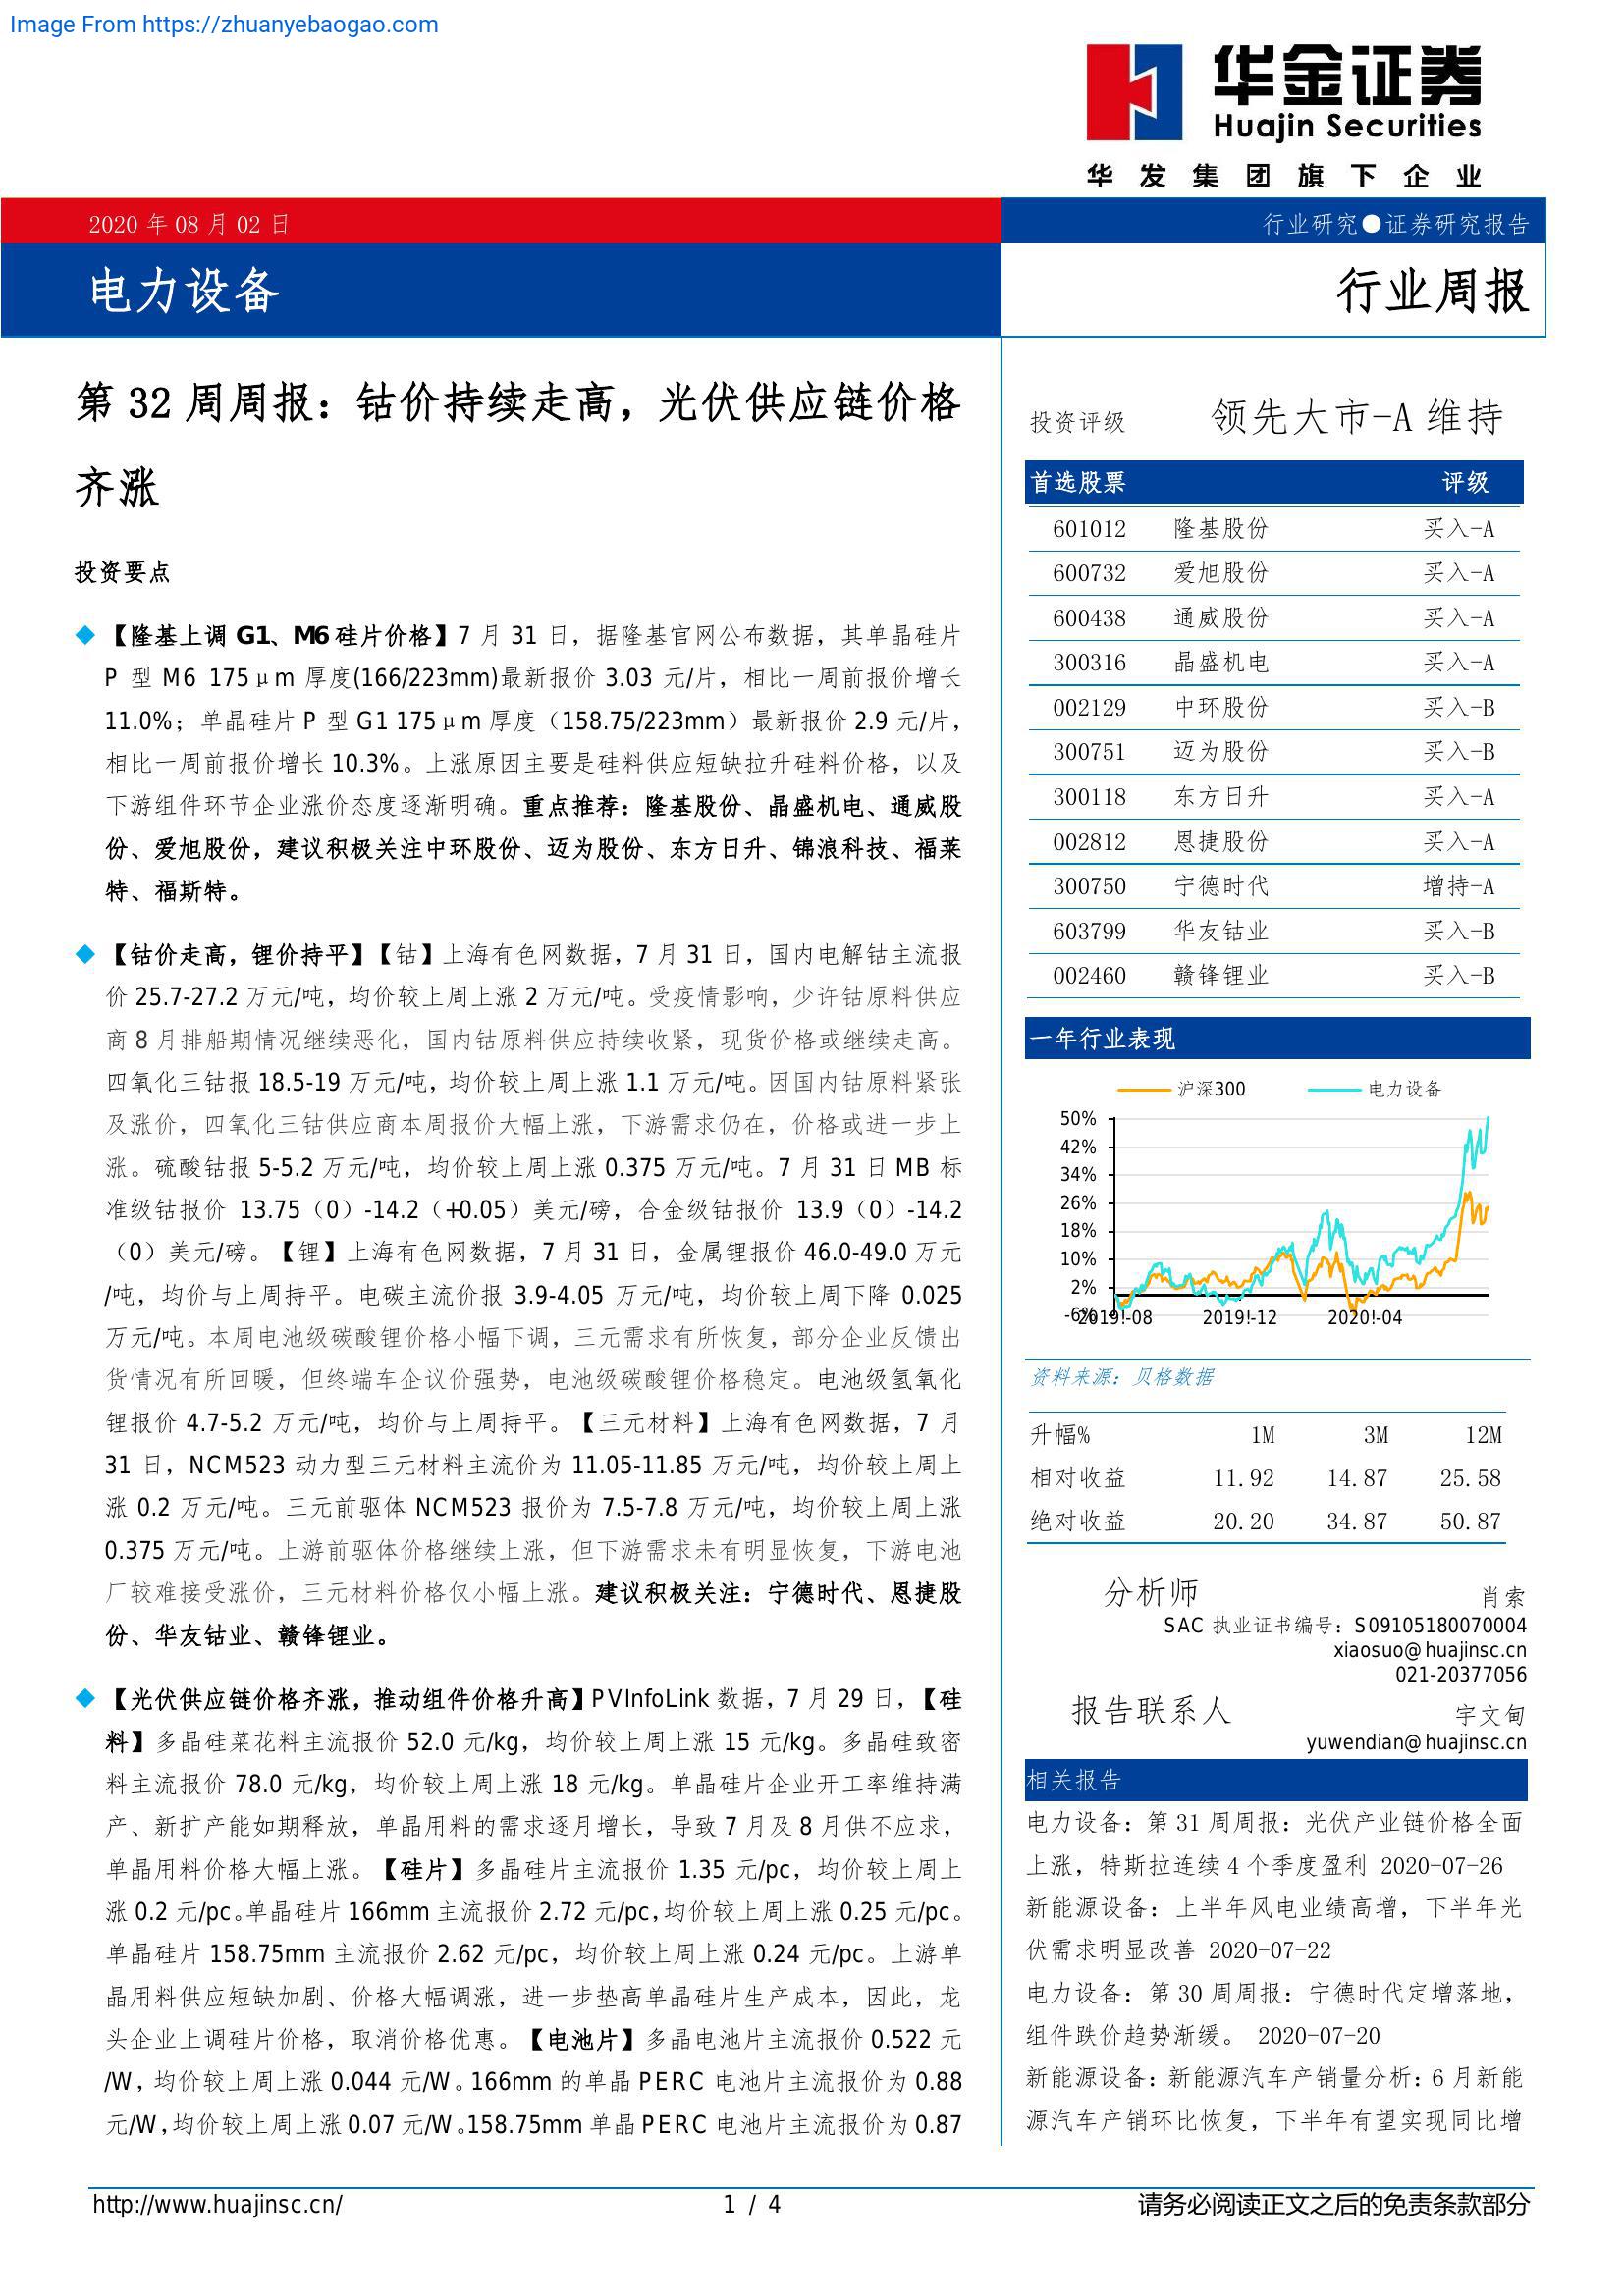 Image From https://zhuanyebaogao.com
华金证券
Huajin Securities
华发集团旗下企业
2020 年 08 月 02 日
行业研究●证券研究报告
电力设备
行业周报
第 32 周周报：钴价持续走高，光伏供应链价格
齐涨
投资要点
◆ 【隆基上调 G1、M6 硅片价格】7 月 31 日，据隆基官网公布数据，其单晶硅片
P 型 M6 175μm 厚度(166/223mm)最新报价 3.03 元/片，相比一周前报价增长
11.0%；单晶硅片 P 型 G1 175μm 厚度（158.75/223mm）最新报价 2.9 元/片，
相比一周前报价增长 10.3%。上涨原因主要是硅料供应短缺拉升硅料价格，以及
下游组件环节企业涨价态度逐渐明确。重点推荐：隆基股份、晶盛机电、通威股
份、爱旭股份，建议积极关注中环股份、迈为股份、东方日升、锦浪科技、福莱
特、福斯特。
◆ 【钴价走高，锂价持平】【钴】上海有色网数据，7 月 31 日，国内电解钴主流报
价 25.7-27.2 万元/吨，均价较上周上涨 2 万元/吨。受疫情影响，少许钴原料供应
商 8 月排船期情况继续恶化，国内钴原料供应持续收紧，现货价格或继续走高。
四氧化三钴报 18.5-19 万元/吨，均价较上周上涨 1.1 万元/吨。因国内钴原料紧张
及涨价，四氧化三钴供应商本周报价大幅上涨，下游需求仍在，价格或进一步上
涨。硫酸钴报 5-5.2 万元/吨，均价较上周上涨 0.375 万元/吨。7 月 31 日 MB 标
准级钴报价 13.75（0）-14.2（+0.05）美元/磅，合金级钴报价 13.9（0）-14.2
（0）美元/磅。【锂】上海有色网数据，7 月 31 日，金属锂报价 46.0-49.0 万元
/吨，均价与上周持平。电碳主流价报 3.9-4.05 万元/吨，均价较上周下降 0.025
万元/吨。本周电池级碳酸锂价格小幅下调，三元需求有所恢复，部分企业反馈出
货情况有所回暖，但终端车企议价强势，电池级碳酸锂价格稳定。电池级氢氧化
锂报价 4.7-5.2 万元/吨，均价与上周持平。【三元材料】上海有色网数据，7 月
31 日，NCM523 动力型三元材料主流价为 11.05-11.85 万元/吨，均价较上周上
涨 0.2 万元/吨。三元前驱体 NCM523 报价为 7.5-7.8 万元/吨，均价较上周上涨
0.375 万元/吨。上游前驱体价格继续上涨，但下游需求未有明显恢复，下游电池
厂较难接受涨价，三元材料价格仅小幅上涨。建议积极关注：宁德时代、恩捷股
份、华友钴业、赣锋锂业。
◆ 【光伏供应链价格齐涨，推动组件价格升高】PVInfoLink 数据，7 月 29 日，【硅
料】多晶硅菜花料主流报价 52.0 元/kg，均价较上周上涨 15 元/kg。多晶硅致密
料主流报价 78.0 元/kg，均价较上周上涨 18 元/kg。单晶硅片企业开工率维持满
产、新扩产能如期释放，单晶用料的需求逐月增长，导致 7 月及 8 月供不应求，
单晶用料价格大幅上涨。【硅片】多晶硅片主流报价 1.35 元/pc，均价较上周上
涨 0.2 元/pc。单晶硅片 166mm 主流报价 2.72 元/pc，均价较上周上涨 0.25 元/pc。
单晶硅片 158.75mm 主流报价 2.62 元/pc，均价较上周上涨 0.24 元/pc。上游单
晶用料供应短缺加剧、价格大幅调涨，进一步垫高单晶硅片生产成本，因此，龙
头企业上调硅片价格，取消价格优惠。【电池片】多晶电池片主流报价 0.522 元
/W，均价较上周上涨 0.044 元/W。166mm 的单晶 PERC 电池片主流报价为 0.88
元/W，均价较上周上涨 0.07 元/W。158.75mm 单晶 PERC 电池片主流报价为 0.87
投资评级 领先大市-A 维持
首选股票 评级
601012 隆基股份 买入-A
600732 爱旭股份 买入-A
600438 通威股份 买入-A
300316 晶盛机电 买入-A
002129 中环股份 买入-B
300751 迈为股份 买入-B
300118 东方日升 买入-A
002812 恩捷股份 买入-A
300750 宁德时代 增持-A
603799 华友钴业 买入-B
002460 赣锋锂业 买入-B
一年行业表现
沪深300 电力设备
50%
42%
34%
26%
18%
10%
2%
-6%
2019!-08 2019!-12 2020!-04
资料来源：贝格数据
升幅% 1M 3M 12M
相对收益 11.92 14.87 25.58
绝对收益 20.20 34.87 50.87
分析师 肖索
SAC 执业证书编号：S09105180070004
xiaosuo@huajinsc.cn
021-20377056
报告联系人 宇文甸
yuwendian@huajinsc.cn
相关报告
电力设备：第 31 周周报：光伏产业链价格全面
上涨，特斯拉连续 4 个季度盈利 2020-07-26
新能源设备：上半年风电业绩高增，下半年光
伏需求明显改善 2020-07-22
电力设备：第 30 周周报：宁德时代定增落地，
组件跌价趋势渐缓。 2020-07-20
新能源设备：新能源汽车产销量分析：6 月新能
源汽车产销环比恢复，下半年有望实现同比增
http://www.huajinsc.cn/ 1 / 4 请务必阅读正文之后的免责条款部分